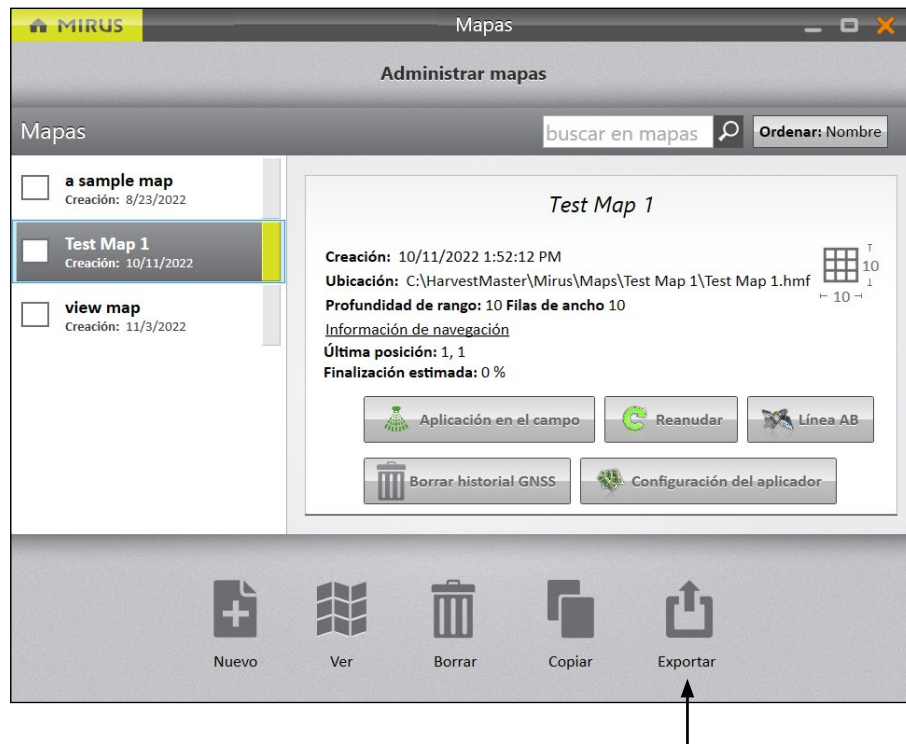 MIRUS
Mapas
Administrar mapas
Mapas
buscar en mapas
Ordenar: Nombre
a sample map
Creación: 8/23/2022
Test Map 1
Creación: 10/11/2022
view map
Creación: 11/3/2022
Test Map 1
Creación: 10/11/2022 1:52:12 PM
Ubicación: C:\HarvestMaster\Mirus\Maps\Test Map 1\Test Map 1.hmf
Profundidad de rango: 10 Filas de ancho 10
Información de navegación
Última posición: 1, 1
Finalización estimada: 0 %
10
10
Aplicación en el campo
Reanudar
Línea AB
Borrar historial GNSS
Configuración del aplicador
Nuevo
Ver
Borrar
Copiar
Exportar